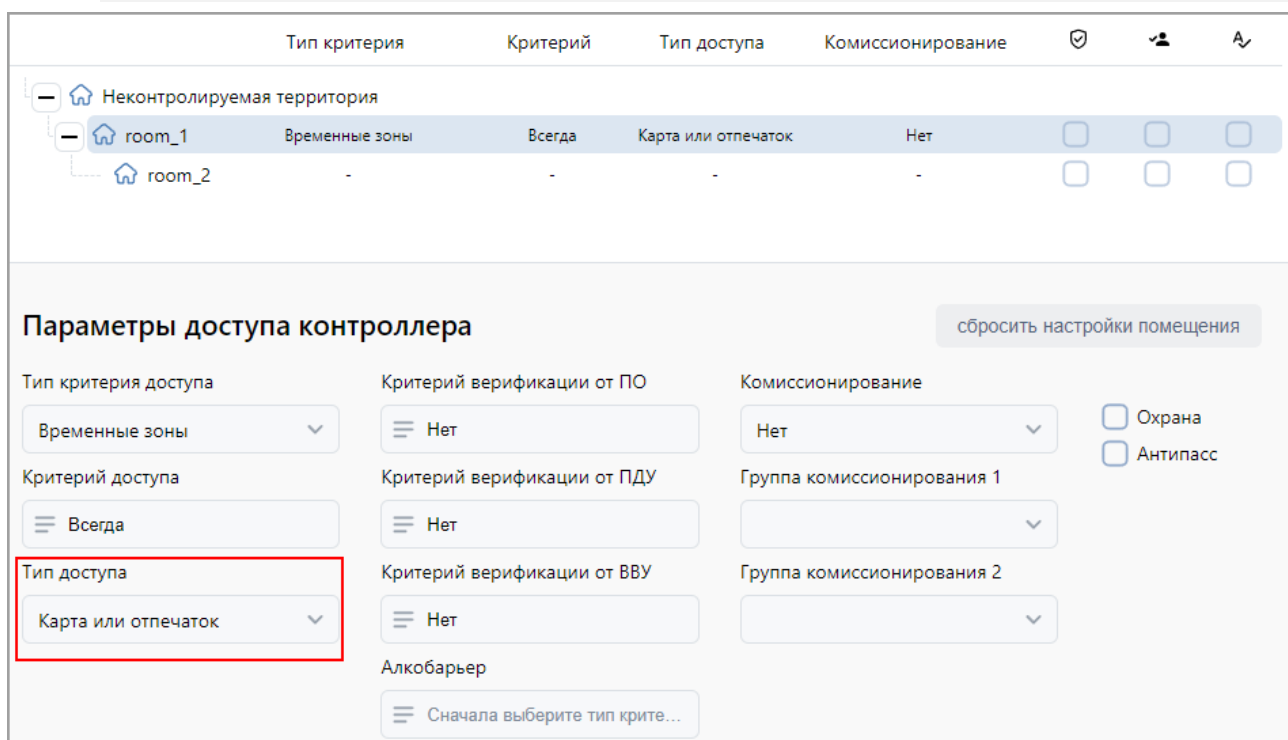 Тип критерия Критерий Тип доступа Комиссионирование
Неконтролируемая территория
room_1 Временные зоны Всегда Карта или отпечаток Нет
room_2 - - - -
Параметры доступа контроллера сбросить настройки помещения
Тип критерия доступа Критерий верификации от ПО Комиссионирование
Временные зоны Нет Нет Охрана
Антипасс
Критерий доступа Критерий верификации от ПДУ Группа комиссионирования 1
Всегда Нет
Тип доступа Критерий верификации от ВВУ Группа комиссионирования 2
Карта или отпечаток Нет
Алкобарьер
Сначала выберите тип крите...